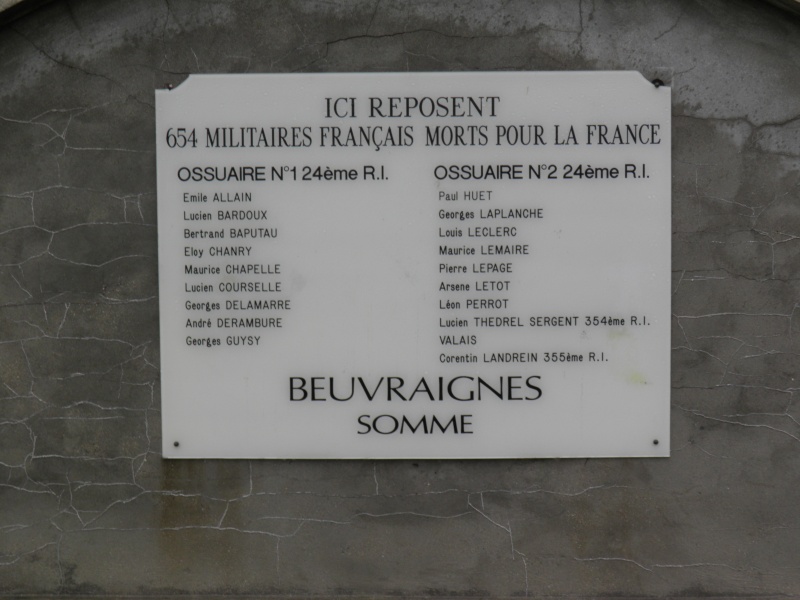 ICI REPOSENT
654 MILITAIRES FRANÇAIS MORTS POUR LA FRANCE
OSSUAIRE N°1 24ème R.I.
Emile ALLAIN
Lucien BARDOUX
Bertrand BAPUTAU
Eloy CHANRY
Maurice CHAPELLE
Lucien COURSELLE
Georges DELAMARRE
André DERAMBURE
Georges GUYSY
OSSUAIRE N°2 24ème R.I.
Paul HUET
Georges LAPLANCHE
Louis LECLERC
Maurice LEMAIRE
Pierre LEPAGE
Arsene LETOT
Léon PERROT
Lucien THEDREL SERGENT 354ème R.I.
VALAIS
Corentin LANDREIN 355ème R.I.
BEUVRAIGNES
SOMME